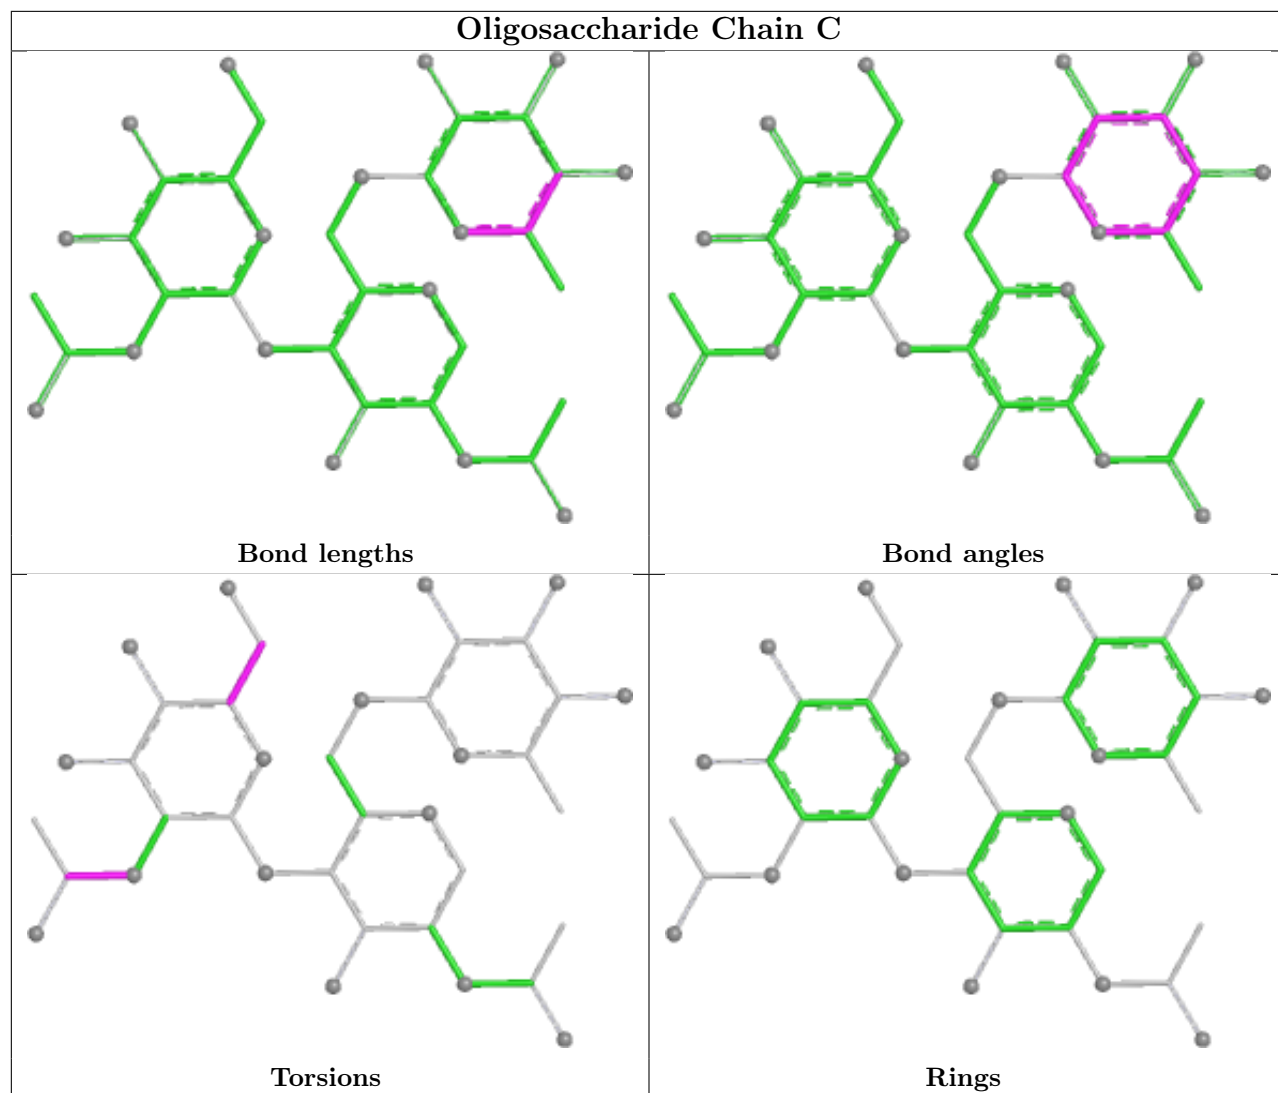 Oligosaccharide Chain C
Bond lengths
Bond angles
Torsions
Rings